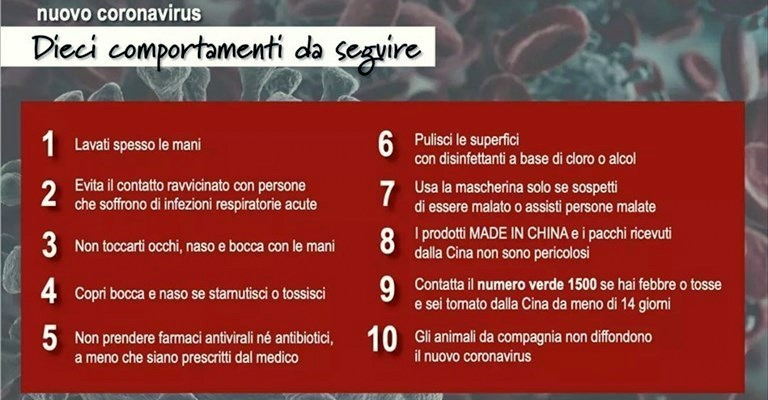 nuovo coronavirus
Dieci comportamenti da seguire
1 Lavati spesso le mani
2 Evita il contatto ravvicinato con persone
che soffrono di infezioni respiratorie acute
3 Non toccarti occhi, naso e bocca con le mani
4 Copri bocca e naso se starnutisci o tossisci
5 Non prendere farmaci antivirali né antibiotici,
a meno che siano prescritti dal medico
6 Pulisci le superfici
con disinfettanti a base di cloro o alcol
7 Usa la mascherina solo se sospetti
di essere malato o assisti persone malate
8 I prodotti MADE IN CHINA e i pacchi ricevuti
dalla Cina non sono pericolosi
9 Contatta il numero verde 1500 se hai febbre o tosse
e sei tornato dalla Cina da meno di 14 giorni
10 Gli animali da compagnia non diffondono
il nuovo coronavirus